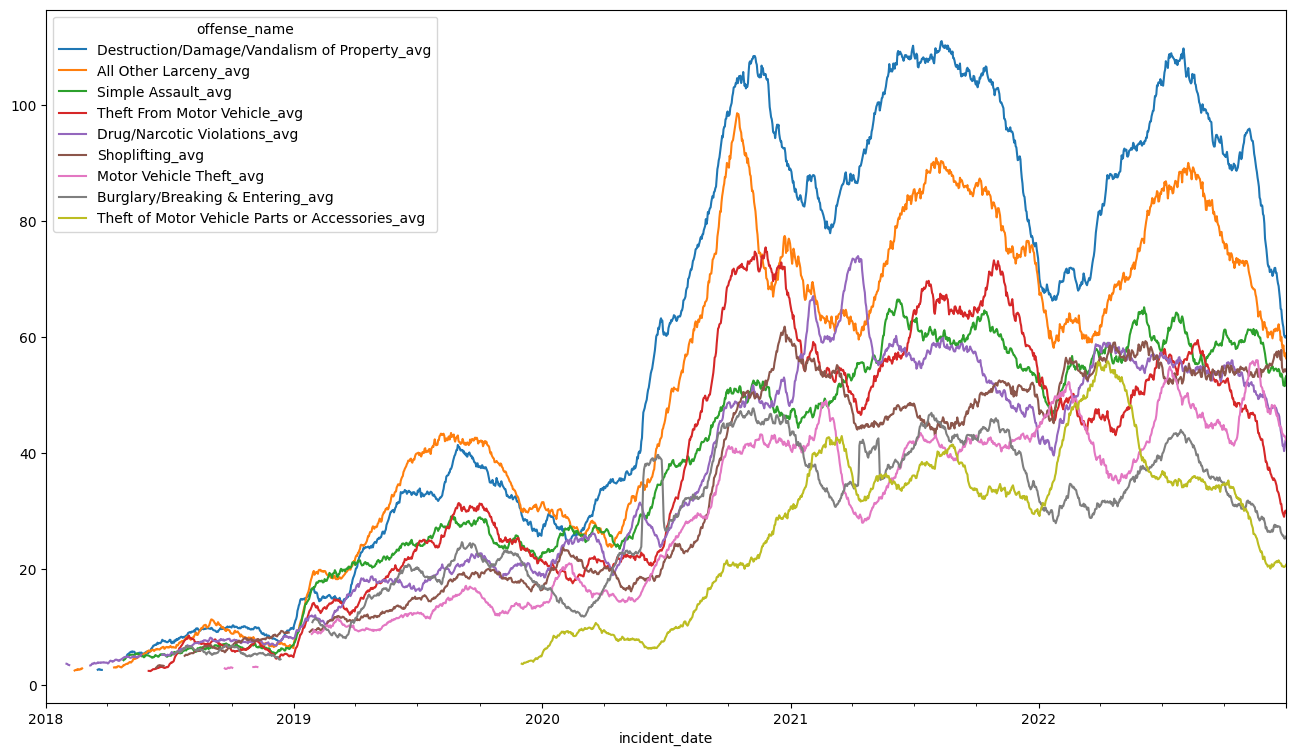 offense_name
Destruction/Damage/Vandalism of Property_avg
All Other Larceny_avg
Simple Assault_avg
Theft From Motor Vehicle_avg
Drug/Narcotic Violations_avg
Shoplifting_avg
Motor Vehicle Theft_avg
Burglary/Breaking & Entering_avg
Theft of Motor Vehicle Parts or Accessories_avg
100
80
60
40
20
0
2018 2019 2020 2021 2022
incident_date